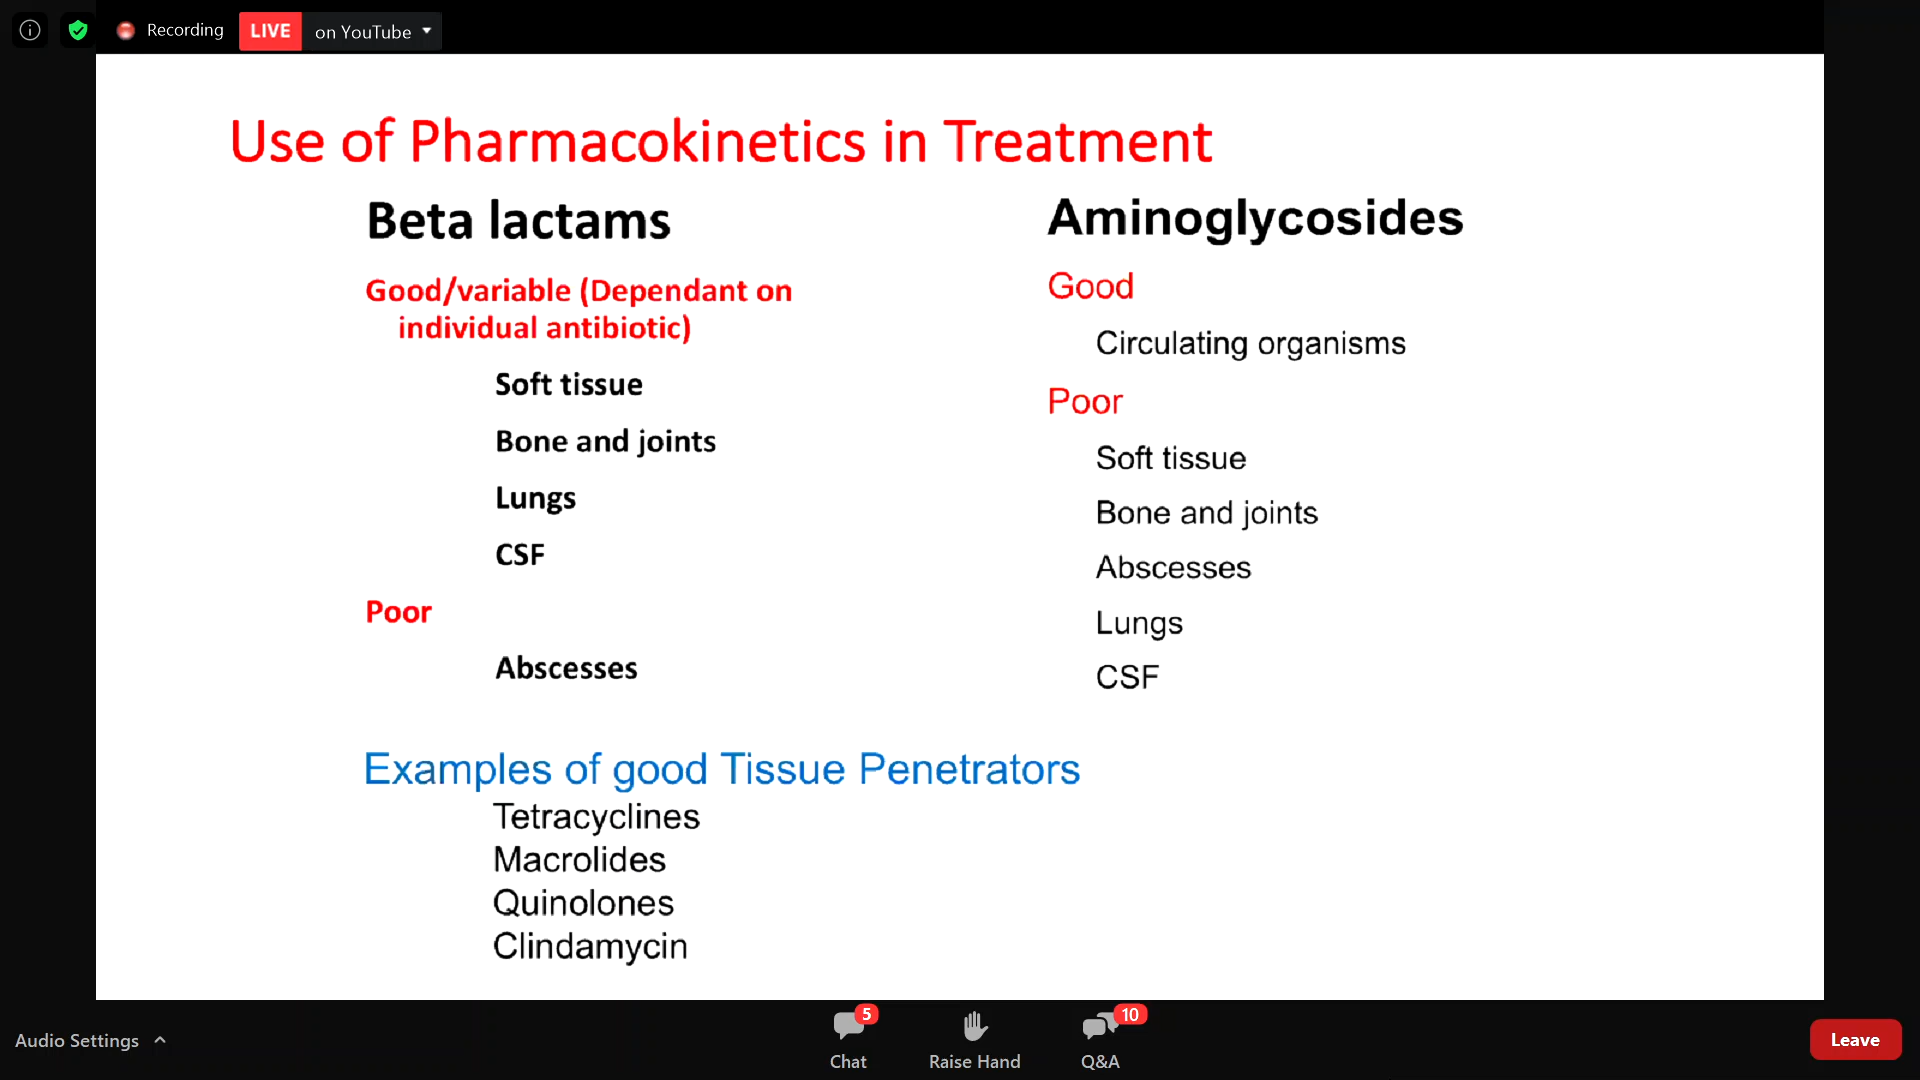 Recording
LIVE on YouTube
Use of Pharmacokinetics in Treatment
Beta lactams
Good/variable (Dependant on
individual antibiotic)
Soft tissue
Bone and joints
Lungs
CSF
Poor
Abscesses
Aminoglycosides
Good
Circulating organisms
Poor
Soft tissue
Bone and joints
Abscesses
Lungs
CSF
Examples of good Tissue Penetrators
Tetracyclines
Macrolides
Quinolones
Clindamycin
Audio Settings
5
Chat
Raise Hand
10
Q&A
Leave